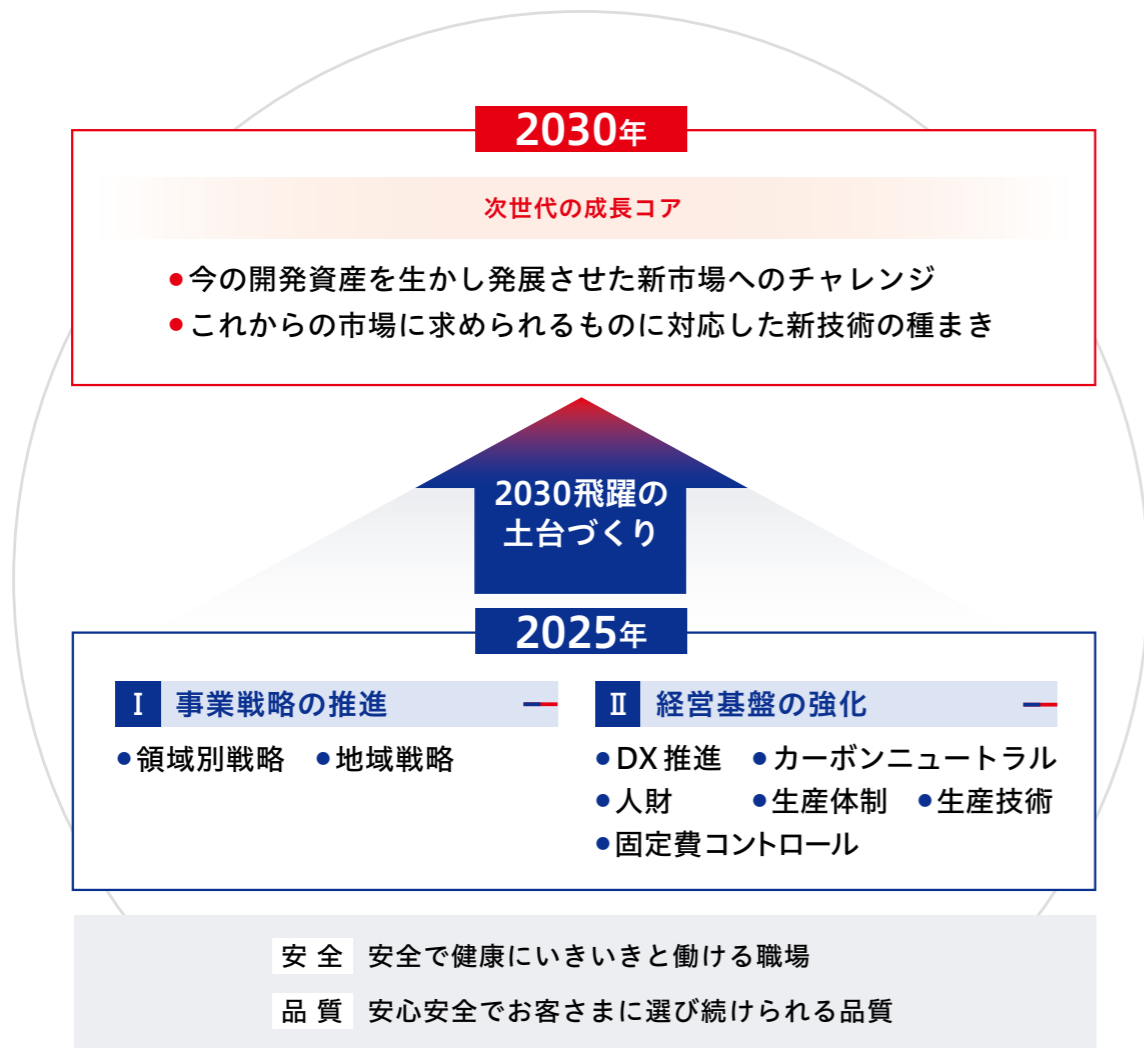 2030年
次世代の成長コア
●今の開発資産を生かし発展させた新市場へのチャレンジ
●これからの市場に求められるものに対応した新技術の種まき
2030飛躍の
土台づくり
2025年
Ⅰ 事業戦略の推進
●領域別戦略 ●地域戦略
Ⅱ 経営基盤の強化
●DX推進 ●カーボンニュートラル
●人財 ●生産体制 ●生産技術
●固定費コントロール
安全 安全で健康にいきいきと働ける職場
品質 安心安全でお客さまに選び続けられる品質